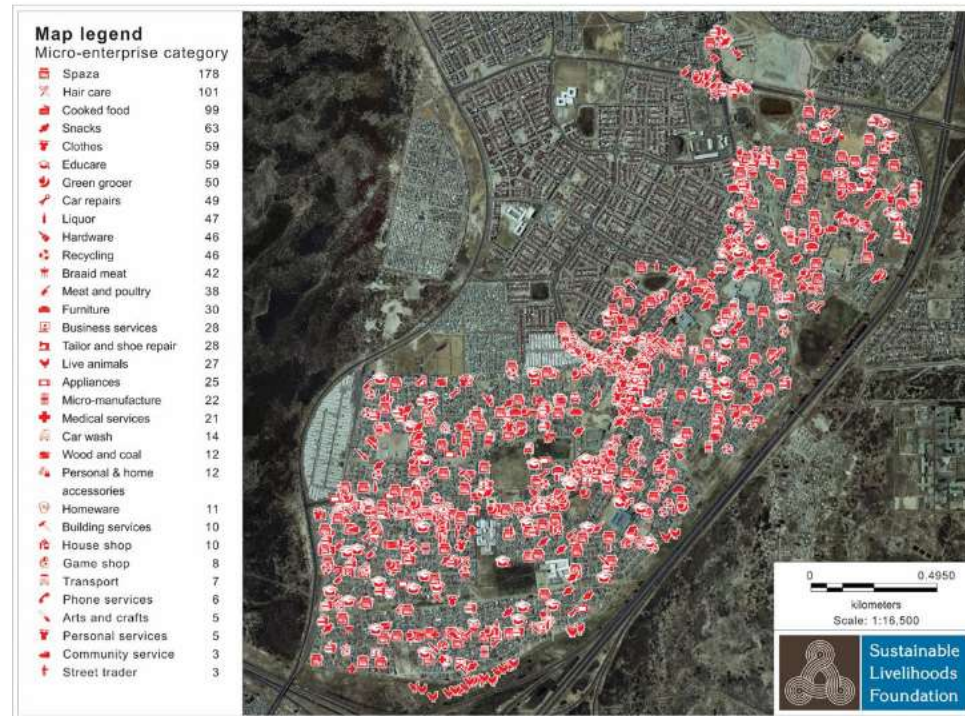 Map legend
Micro-enterprise category
Spaza 178
Hair care 101
Cooked food 99
Snacks 63
Clothes 59
Educare 59
Green grocer 50
Car repairs 49
Liquor 47
Hardware 46
Recycling 46
Braaid meat 42
Meat and poultry 38
Furniture 30
Business services 28
Tailor and shoe repair 28
Live animals 27
Appliances 25
Micro-manufacture 22
Medical services 21
Car wash 14
Wood and coal 12
Personal & home 12
accessories
Homeware 11
Building services 10
House shop 10
Game shop 8
Transport 7
Phone services 6
Arts and crafts 5
Personal services 5
Community service 3
Street trader 3
0 0.4950
kilometers
Scale: 1:16,500
Sustainable
Livelihoods
Foundation